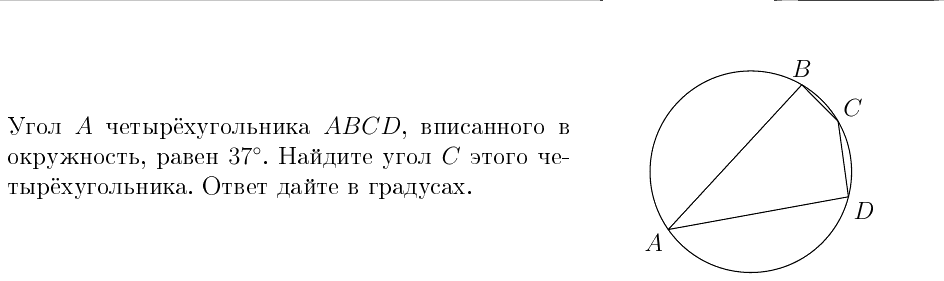 Угол A четырёхугольника ABCD, вписанного в
окружность, равен 37°. Найдите угол C этого че-
тырёхугольника. Ответ дайте в градусах.
B
C
D
A